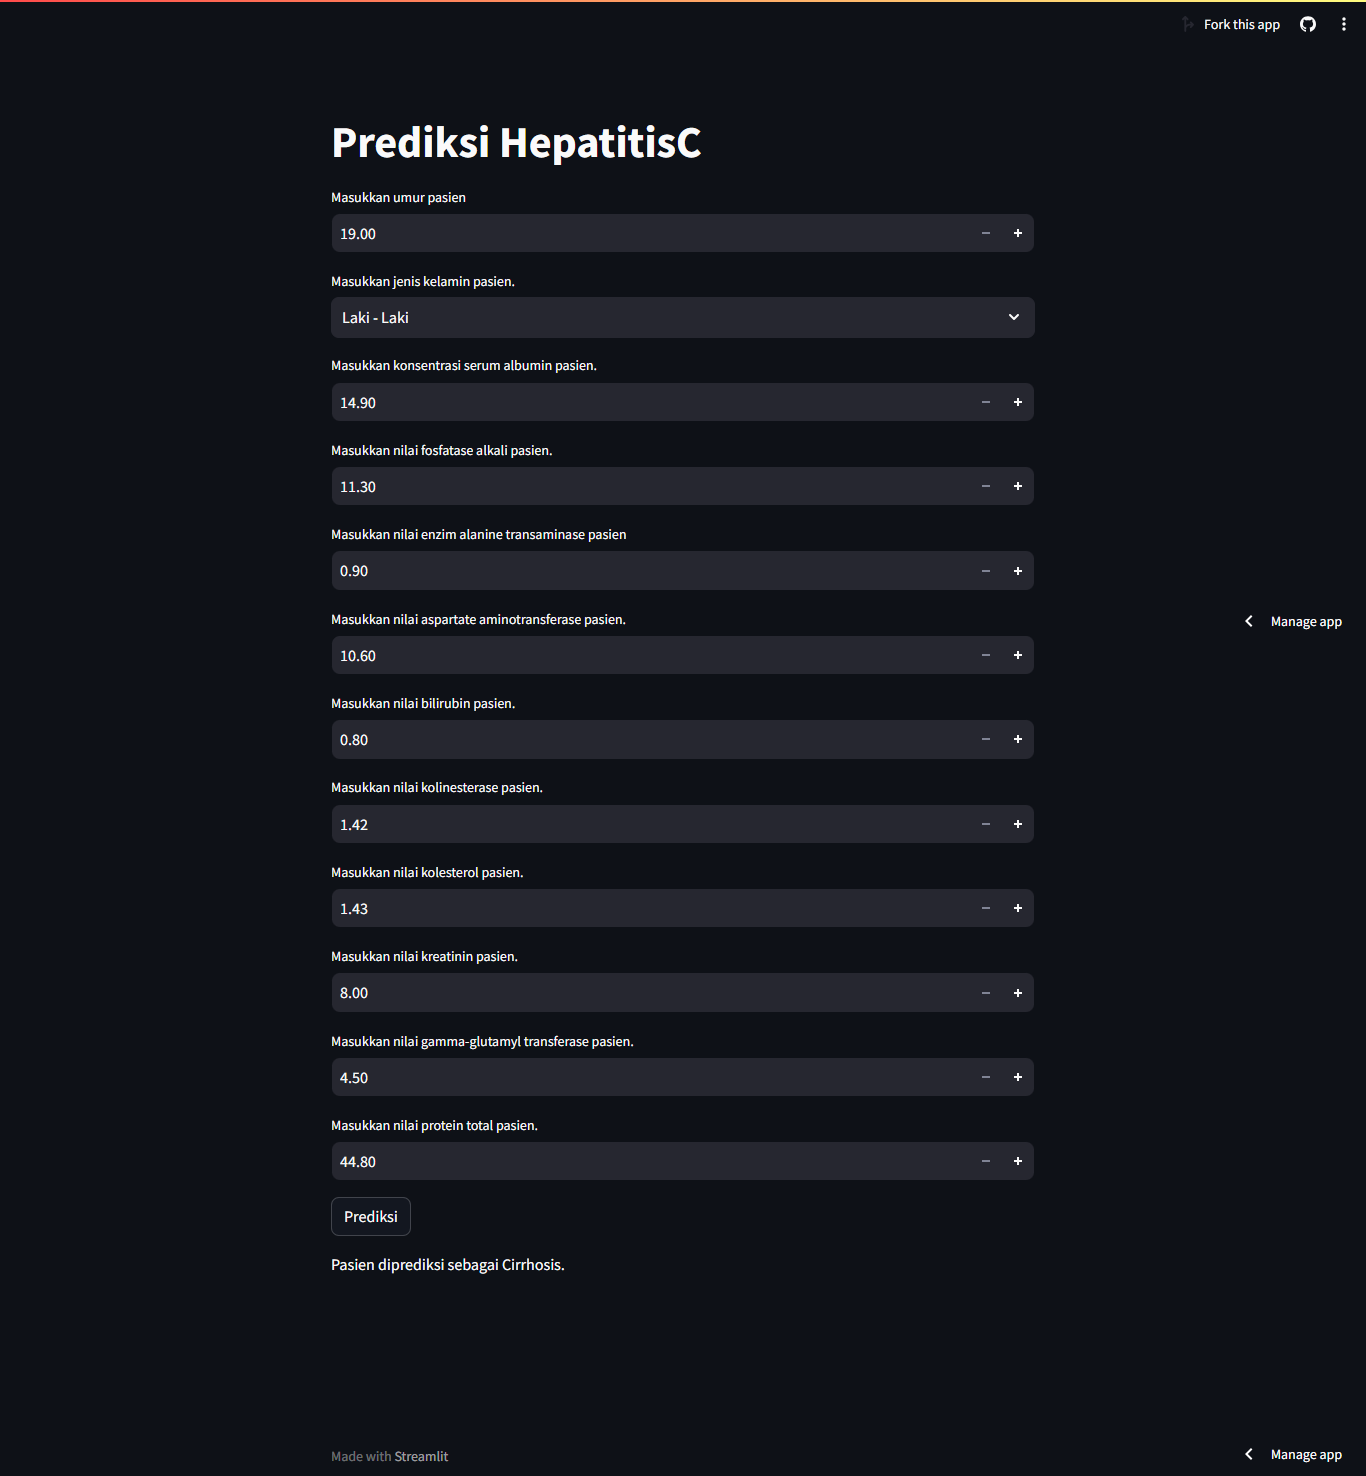 Fork this app
Prediksi HepatitisC
Masukkan umur pasien
19.00
Masukkan jenis kelamin pasien.
Laki - Laki
Masukkan konsentrasi serum albumin pasien.
14.90
Masukkan nilai fosfatase alkali pasien.
11.30
Masukkan nilai enzim alanine transaminase pasien
0.90
Masukkan nilai aspartate aminotransferase pasien.
Manage app
10.60
Masukkan nilai bilirubin pasien.
0.80
Masukkan nilai kolinesterase pasien.
1.42
Masukkan nilai kolesterol pasien.
1.43
Masukkan nilai kreatinin pasien.
8.00
Masukkan nilai gamma-glutamyl transferase pasien.
4.50
Masukkan nilai protein total pasien.
44.80
Prediksi
Pasien diprediksi sebagai Cirrhosis.
Made with Streamlit
Manage app